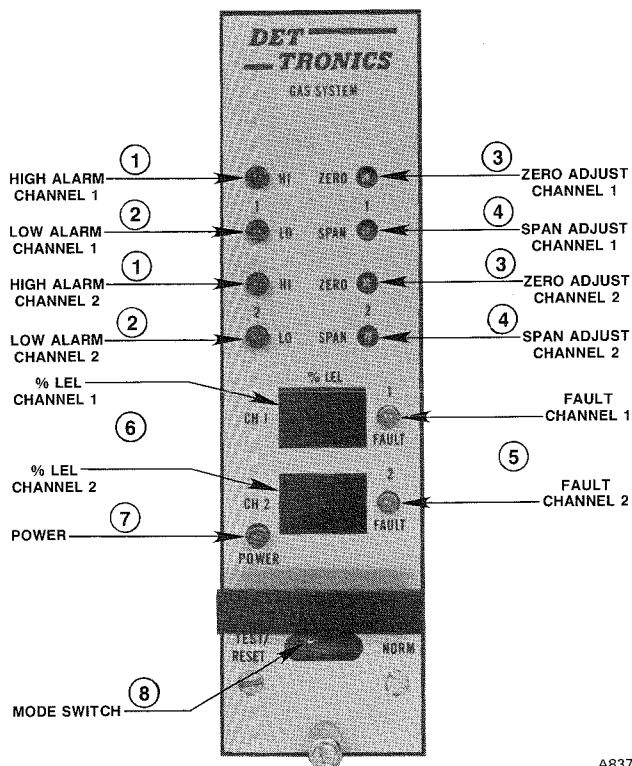 DET
TRONICS
GAS SYSTEM
1
HIGH ALARM
CHANNEL 1
HI
ZERO
3
ZERO ADJUST
CHANNEL 1
2
1
1
4
LOW ALARM
CHANNEL 1
LO
SPAN
SPAN ADJUST
CHANNEL 1
1
HIGH ALARM
CHANNEL 2
HI
ZERO
3
ZERO ADJUST
CHANNEL 2
2
2
2
4
LOW ALARM
CHANNEL 2
LO
SPAN
SPAN ADJUST
CHANNEL 2
% LEL
CHANNEL 1
% LEL
CH 1
1
FAULT
FAULT
CHANNEL 1
6
5
% LEL
CHANNEL 2
CH 2
2
FAULT
FAULT
CHANNEL 2
7
POWER
POWER
TEST/
RESET
NORM
8
MODE SWITCH
A837